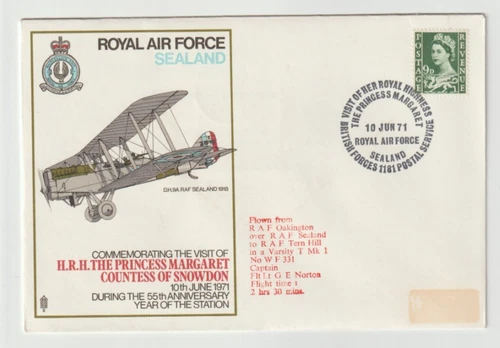 ROYAL AIR FORCE
SEALAND
D.H.9A RAF SEALAND 1918
COMMEMORATING THE VISIT OF
H.R.H. THE PRINCESS MARGARET
COUNTESS OF SNOWDON
10th JUNE 1971
DURING THE 55th ANNIVERSARY
YEAR OF THE STATION
POSTAGE
REVENUE
9D
VISIT OF HER ROYAL HIGHNESS
THE PRINCESS MARGARET
10 JUN 71
ROYAL AIR FORCE
SEALAND
BRITISH FORCES 1181 POSTAL SERVICE
Flown from
R A F Oakington
over R A F Sealand
to R A F Tern Hill
in a Varsity T Mk 1
No W F 331
Captain
Flt Lt G E Norton
Flight time :
2 hrs 30 mins.